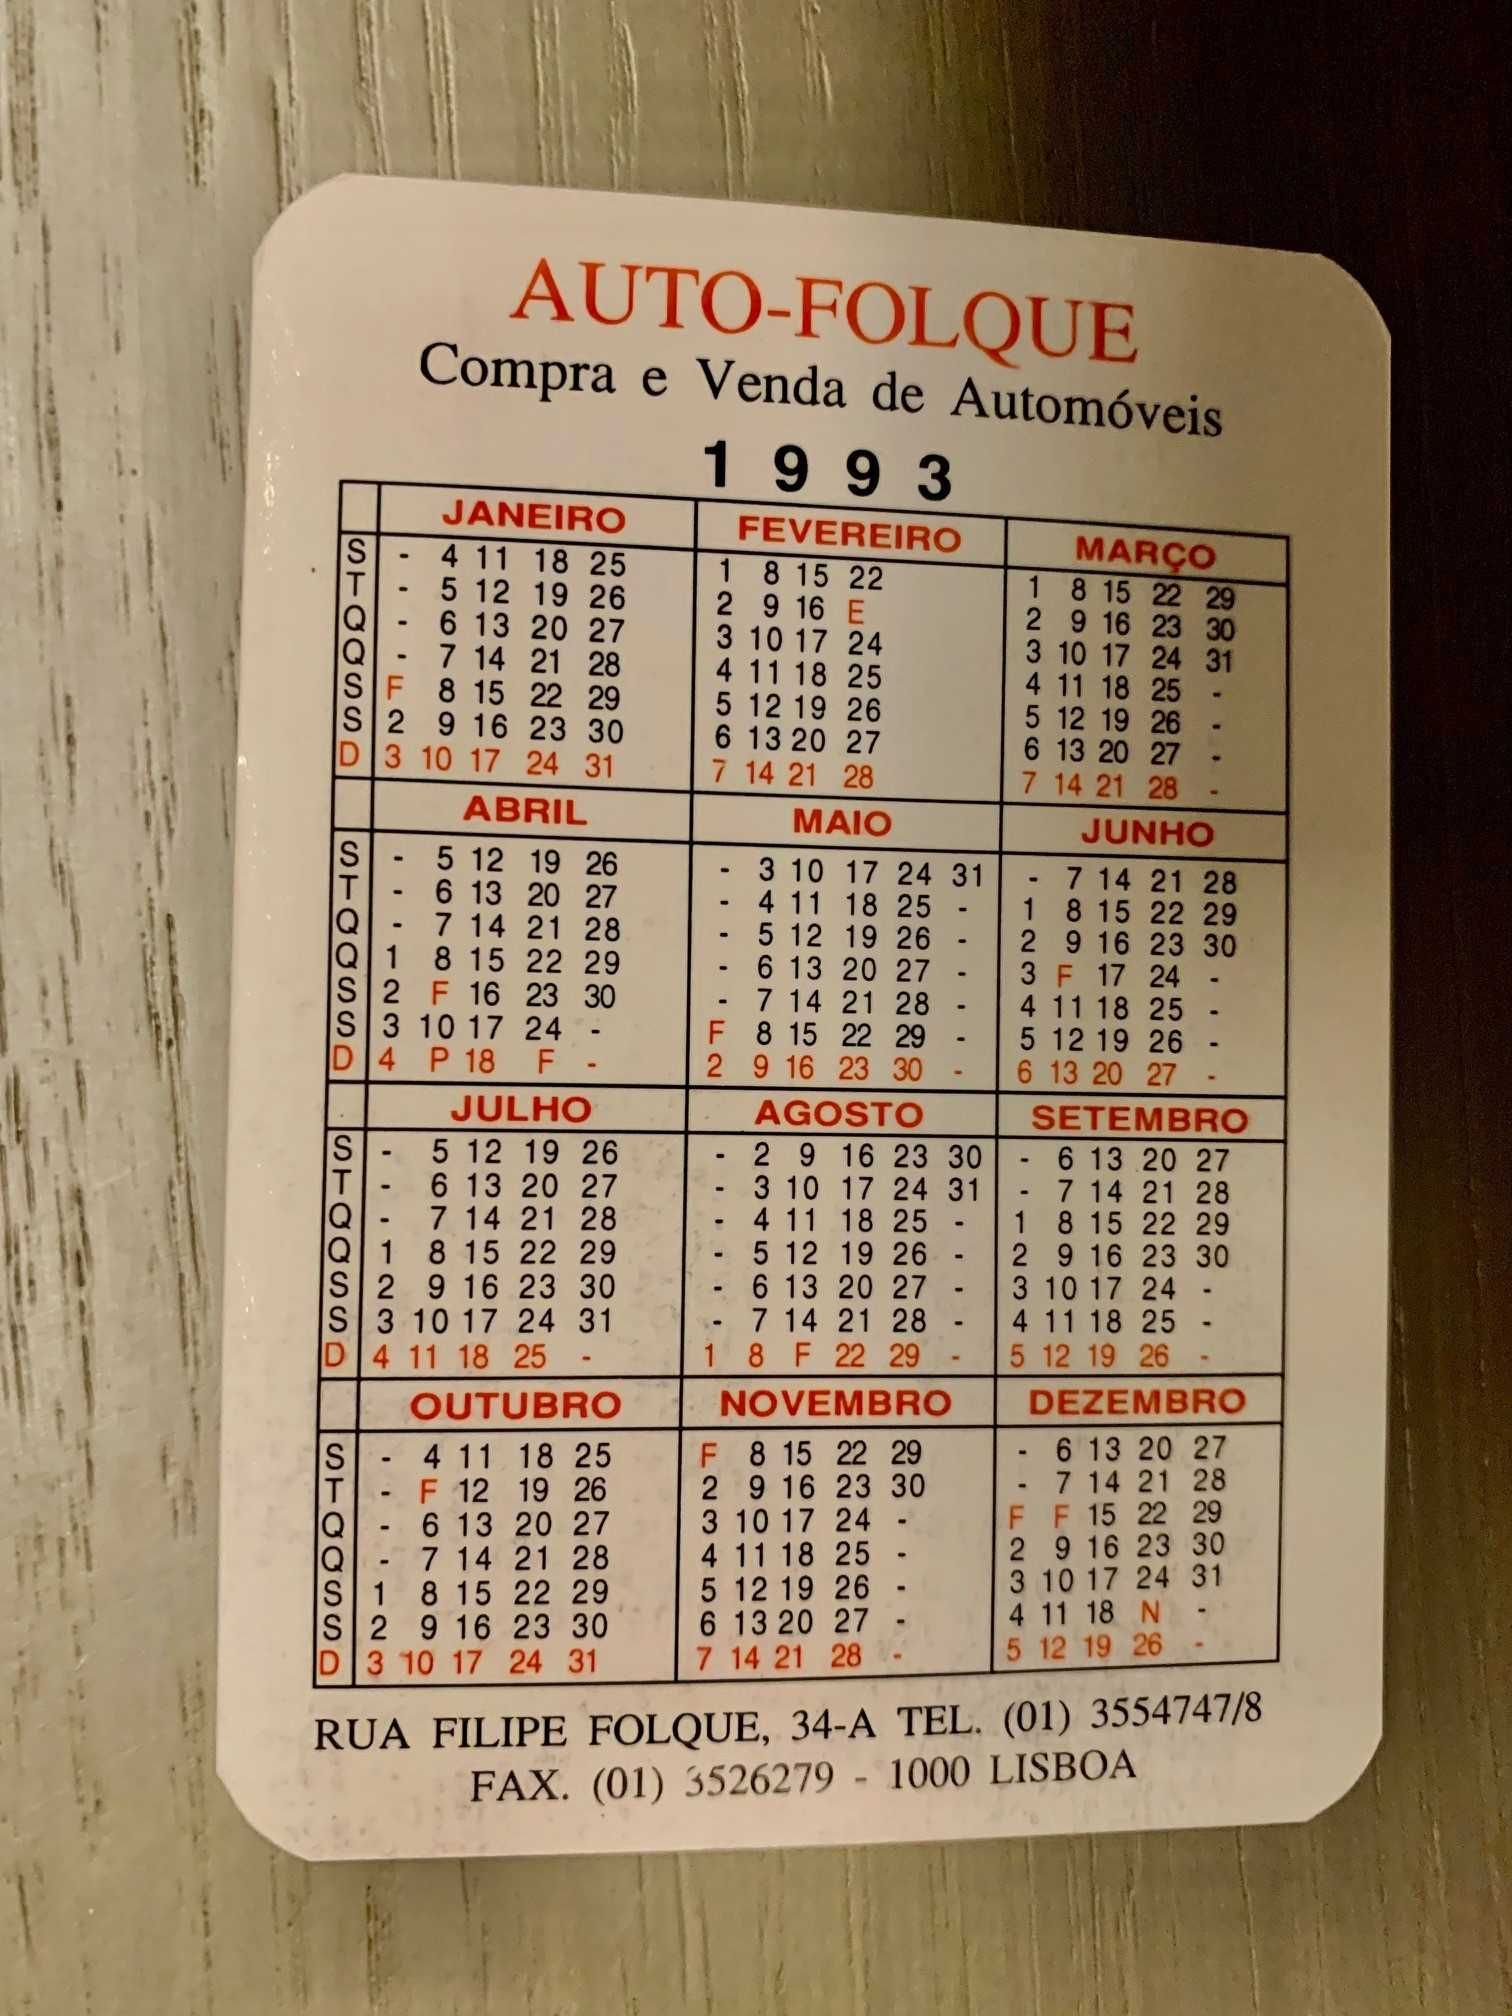 AUTO-FOLQUE
Compra e Venda de Automóveis
1 9 9 3
JANEIRO FEVEREIRO MARÇO
S - 4 11 18 25 1 8 15 22 1 8 15 22 29
T - 5 12 19 26 2 9 16 E 2 9 16 23 30
Q - 6 13 20 27 3 10 17 24 3 10 17 24 31
Q - 7 14 21 28 4 11 18 25 4 11 18 25 -
S F 8 15 22 29 5 12 19 26 5 12 19 26 -
S 2 9 16 23 30 6 13 20 27 6 13 20 27 -
D 3 10 17 24 31 7 14 21 28 7 14 21 28 -
ABRIL MAIO JUNHO
S - 5 12 19 26 - 3 10 17 24 31 - 7 14 21 28
T - 6 13 20 27 - 4 11 18 25 - 1 8 15 22 29
Q - 7 14 21 28 - 5 12 19 26 - 2 9 16 23 30
Q 1 8 15 22 29 - 6 13 20 27 - 3 F 17 24 -
S 2 F 16 23 30 - 7 14 21 28 - 4 11 18 25 -
S 3 10 17 24 - F 8 15 22 29 - 5 12 19 26 -
D 4 P 18 F - 2 9 16 23 30 - 6 13 20 27 -
JULHO AGOSTO SETEMBRO
S - 5 12 19 26 - 2 9 16 23 30 - 6 13 20 27
T - 6 13 20 27 - 3 10 17 24 31 - 7 14 21 28
Q - 7 14 21 28 - 4 11 18 25 - 1 8 15 22 29
Q 1 8 15 22 29 - 5 12 19 26 - 2 9 16 23 30
S 2 9 16 23 30 - 6 13 20 27 - 3 10 17 24 -
S 3 10 17 24 31 - 7 14 21 28 - 4 11 18 25 -
D 4 11 18 25 - 1 8 F 22 29 - 5 12 19 26 -
OUTUBRO NOVEMBRO DEZEMBRO
S - 4 11 18 25 F 8 15 22 29 - 6 13 20 27
T - F 12 19 26 2 9 16 23 30 - 7 14 21 28
Q - 6 13 20 27 3 10 17 24 - F F 15 22 29
Q - 7 14 21 28 4 11 18 25 - 2 9 16 23 30
S 1 8 15 22 29 5 12 19 26 - 3 10 17 24 31
S 2 9 16 23 30 6 13 20 27 - 4 11 18 N -
D 3 10 17 24 31 7 14 21 28 - 5 12 19 26 -
RUA FILIPE FOLQUE, 34-A TEL. (01) 3554747/8
FAX. (01) 3526279 - 1000 LISBOA